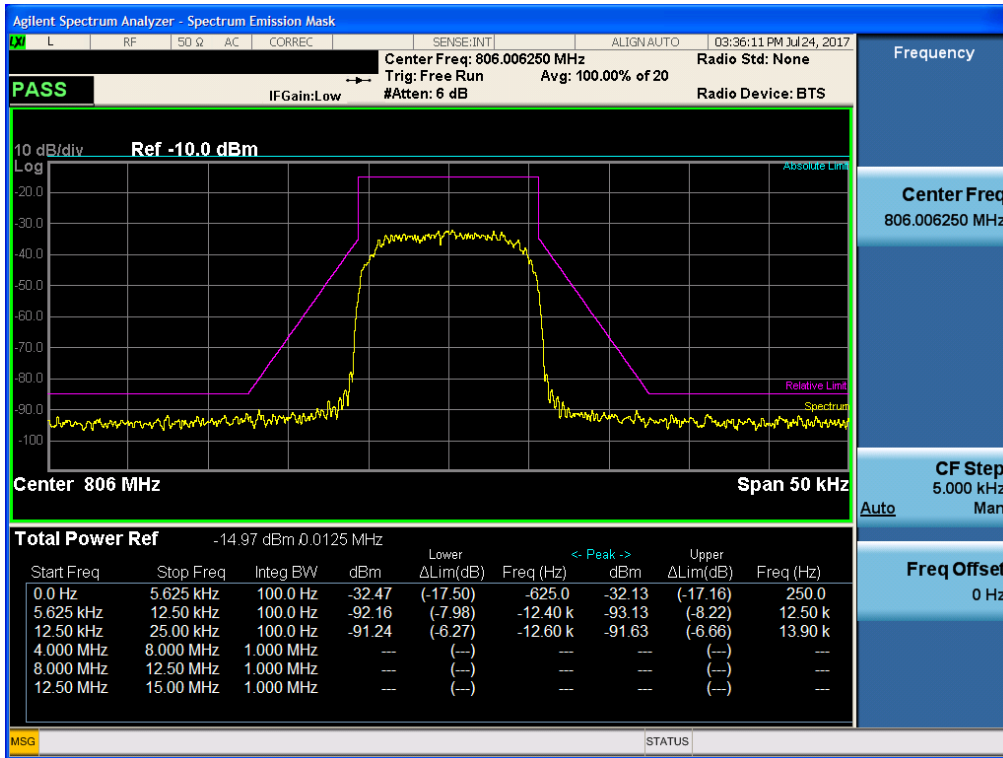 Agilent Spectrum Analyzer - Spectrum Emission Mask
LXI L RF 50 Ω AC CORREC SENSE:INT ALIGN AUTO 03:36:11 PM Jul 24, 2017
Center Freq: 806.006250 MHz Radio Std: None
Trig: Free Run Avg: 100.00% of 20
PASS IFGain:Low #Atten: 6 dB Radio Device: BTS
10 dB/div Ref -10.0 dBm
Log Absolute Limit
-20.0
-30.0
-40.0
-50.0
-60.0
-70.0
-80.0
Relative Limit
-90.0 Spectrum
-100
Center 806 MHz Span 50 kHz
Total Power Ref -14.97 dBm /0.0125 MHz
Lower <- Peak -> Upper
Start Freq Stop Freq Integ BW dBm ΔLim(dB) Freq (Hz) dBm ΔLim(dB) Freq (Hz)
0.0 Hz 5.625 kHz 100.0 Hz -32.47 (-17.50) -625.0 -32.13 (-17.16) 250.0
5.625 kHz 12.50 kHz 100.0 Hz -92.16 (-7.98) -12.40 k -93.13 (-8.22) 12.50 k
12.50 kHz 25.00 kHz 100.0 Hz -91.24 (-6.27) -12.60 k -91.63 (-6.66) 13.90 k
4.000 MHz 8.000 MHz 1.000 MHz --- (---) --- --- (---) ---
8.000 MHz 12.50 MHz 1.000 MHz --- (---) --- --- (---) ---
12.50 MHz 15.00 MHz 1.000 MHz --- (---) --- --- (---) ---
MSG STATUS
Frequency
Center Freq
806.006250 MHz
CF Step
5.000 kHz
Auto Man
Freq Offset
0 Hz